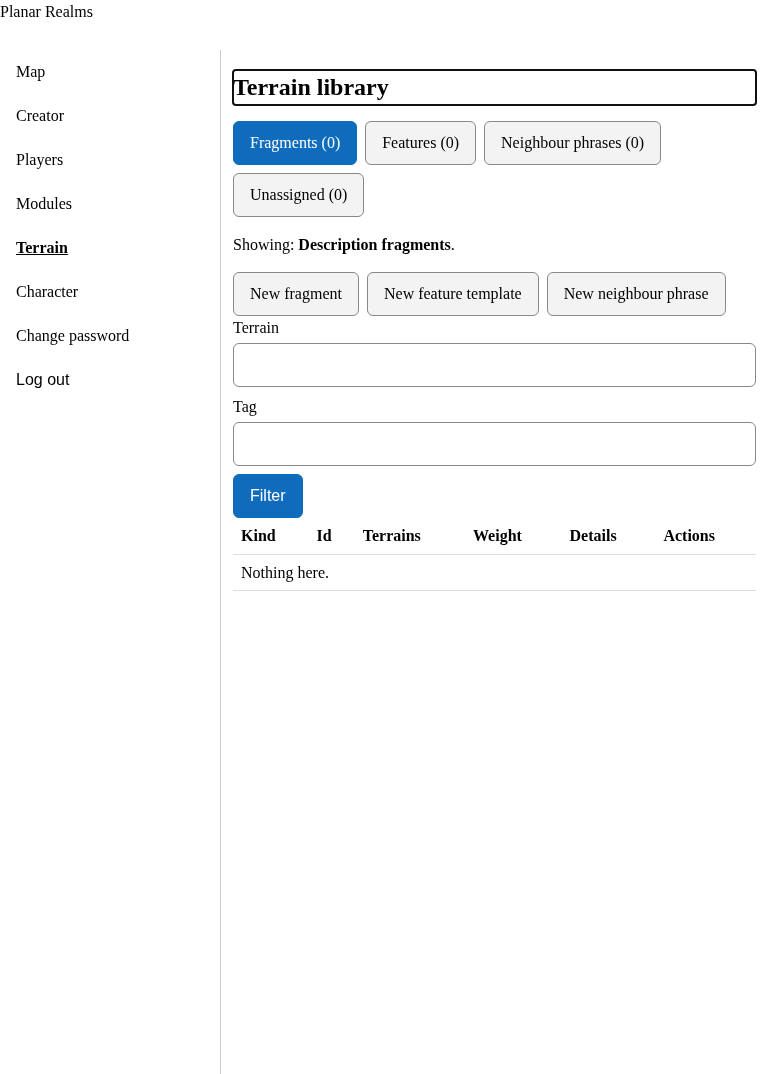 Planar Realms
Map
Creator
Players
Modules
Terrain
Character
Change password
Log out
Terrain library
Fragments (0) Features (0) Neighbour phrases (0)
Unassigned (0)
Showing: Description fragments.
New fragment New feature template New neighbour phrase
Terrain
Tag
Filter
Kind Id Terrains Weight Details Actions
Nothing here.